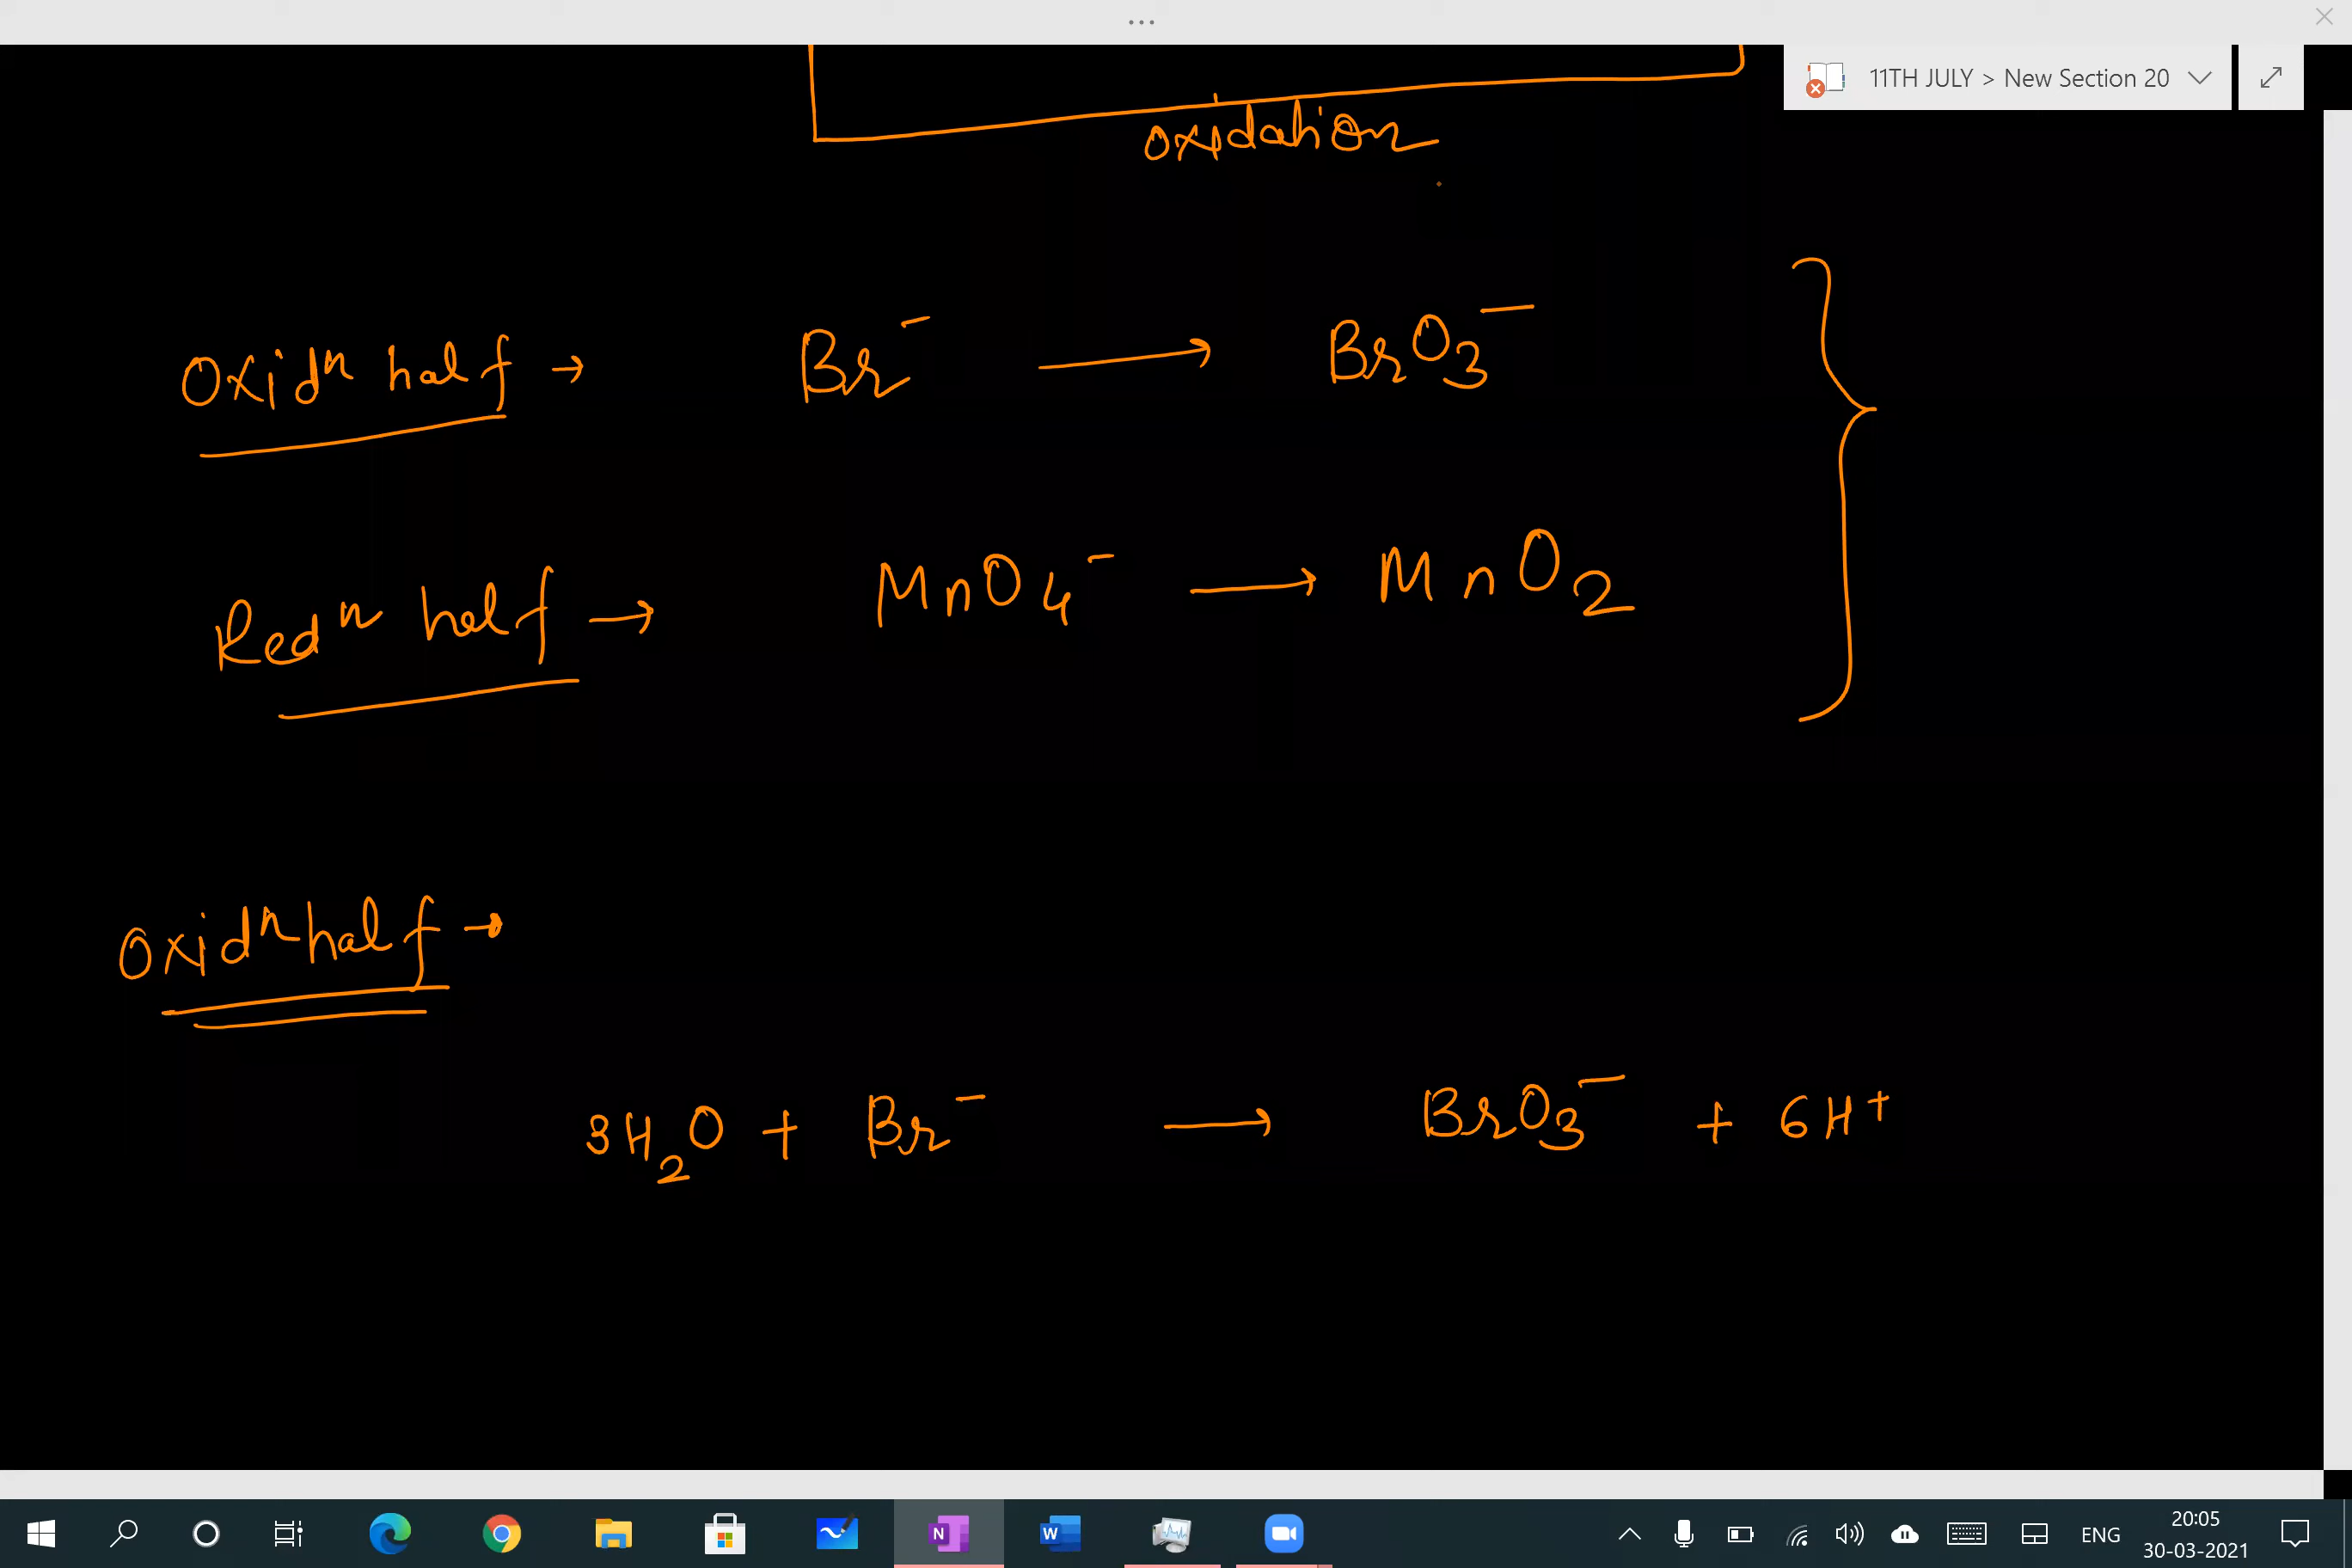 ...
11TH JULY > New Section 20
oxidation
Oxidⁿ half → Br⁻ ⟶ BrO₃⁻
Redⁿ half → MnO₄⁻ ⟶ MnO₂
Oxidⁿ half →
3H₂O + Br⁻ ⟶ BrO₃⁻ + 6H⁺
N
W
ENG
20:05
30-03-2021